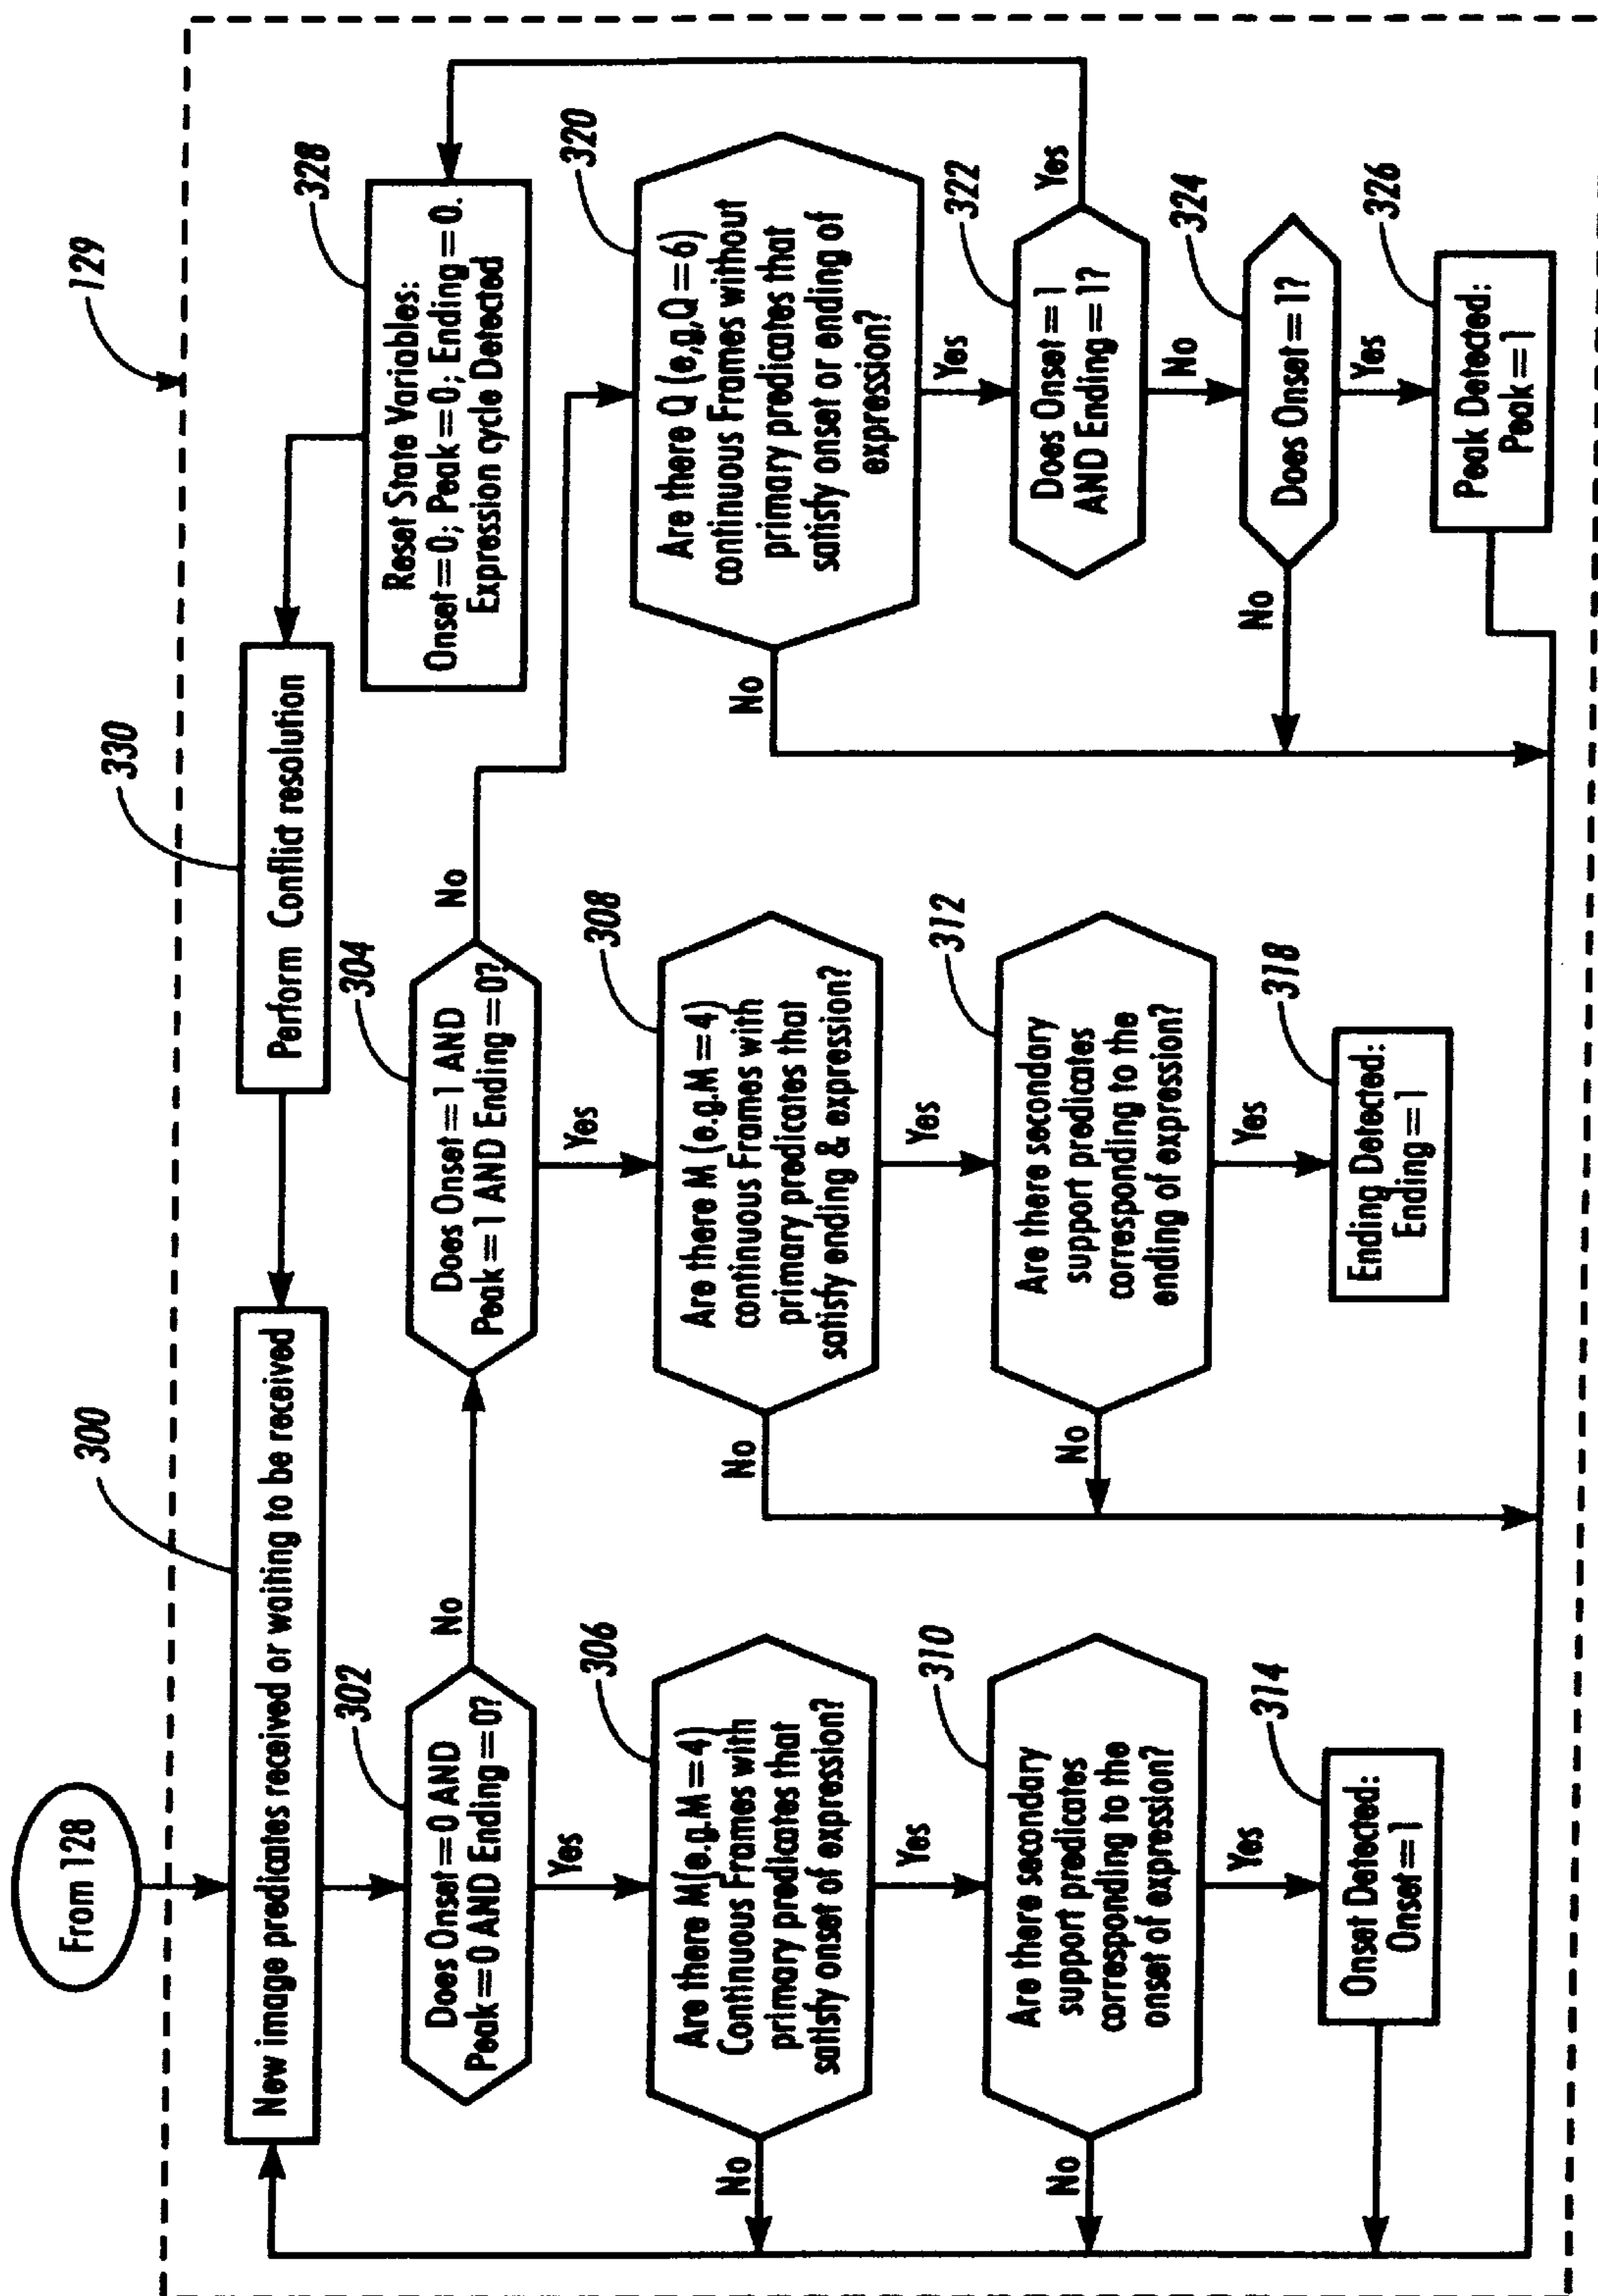 129
From 128
300
New image predicates received or waiting to be received
330
Perform Conflict resolution
328
Reset State Variables:
Onset=0; Peak=0; Ending=0.
Expression cycle Detected
302
Does Onset=0 AND
Peak=0 AND Ending=0?
No
Yes
304
Does Onset=1 AND
Peak=1 AND Ending=0?
No
Yes
306
Are there M(e.g.M=4)
Continuous Frames with
primary predicates that
satisfy onset of expression?
No
Yes
308
Are there M (e.g.M=4)
continuous Frames with
primary predicates that
satisfy ending & expression?
No
Yes
320
Are there Q (e,g,Q=6)
continuous Frames without
primary predicates that
satisfy onset or ending of
expression?
No
Yes
310
Are there secondary
support predicates
corresponding to the
onset of expression?
No
Yes
312
Are there secondary
support predicates
corresponding to the
ending of expression?
No
Yes
322
Does Onset=1
AND Ending=1?
Yes
No
324
Does Onset=1?
No
Yes
314
Onset Detected:
Onset=1
318
Ending Detected:
Ending=1
326
Peak Detected:
Peak=1